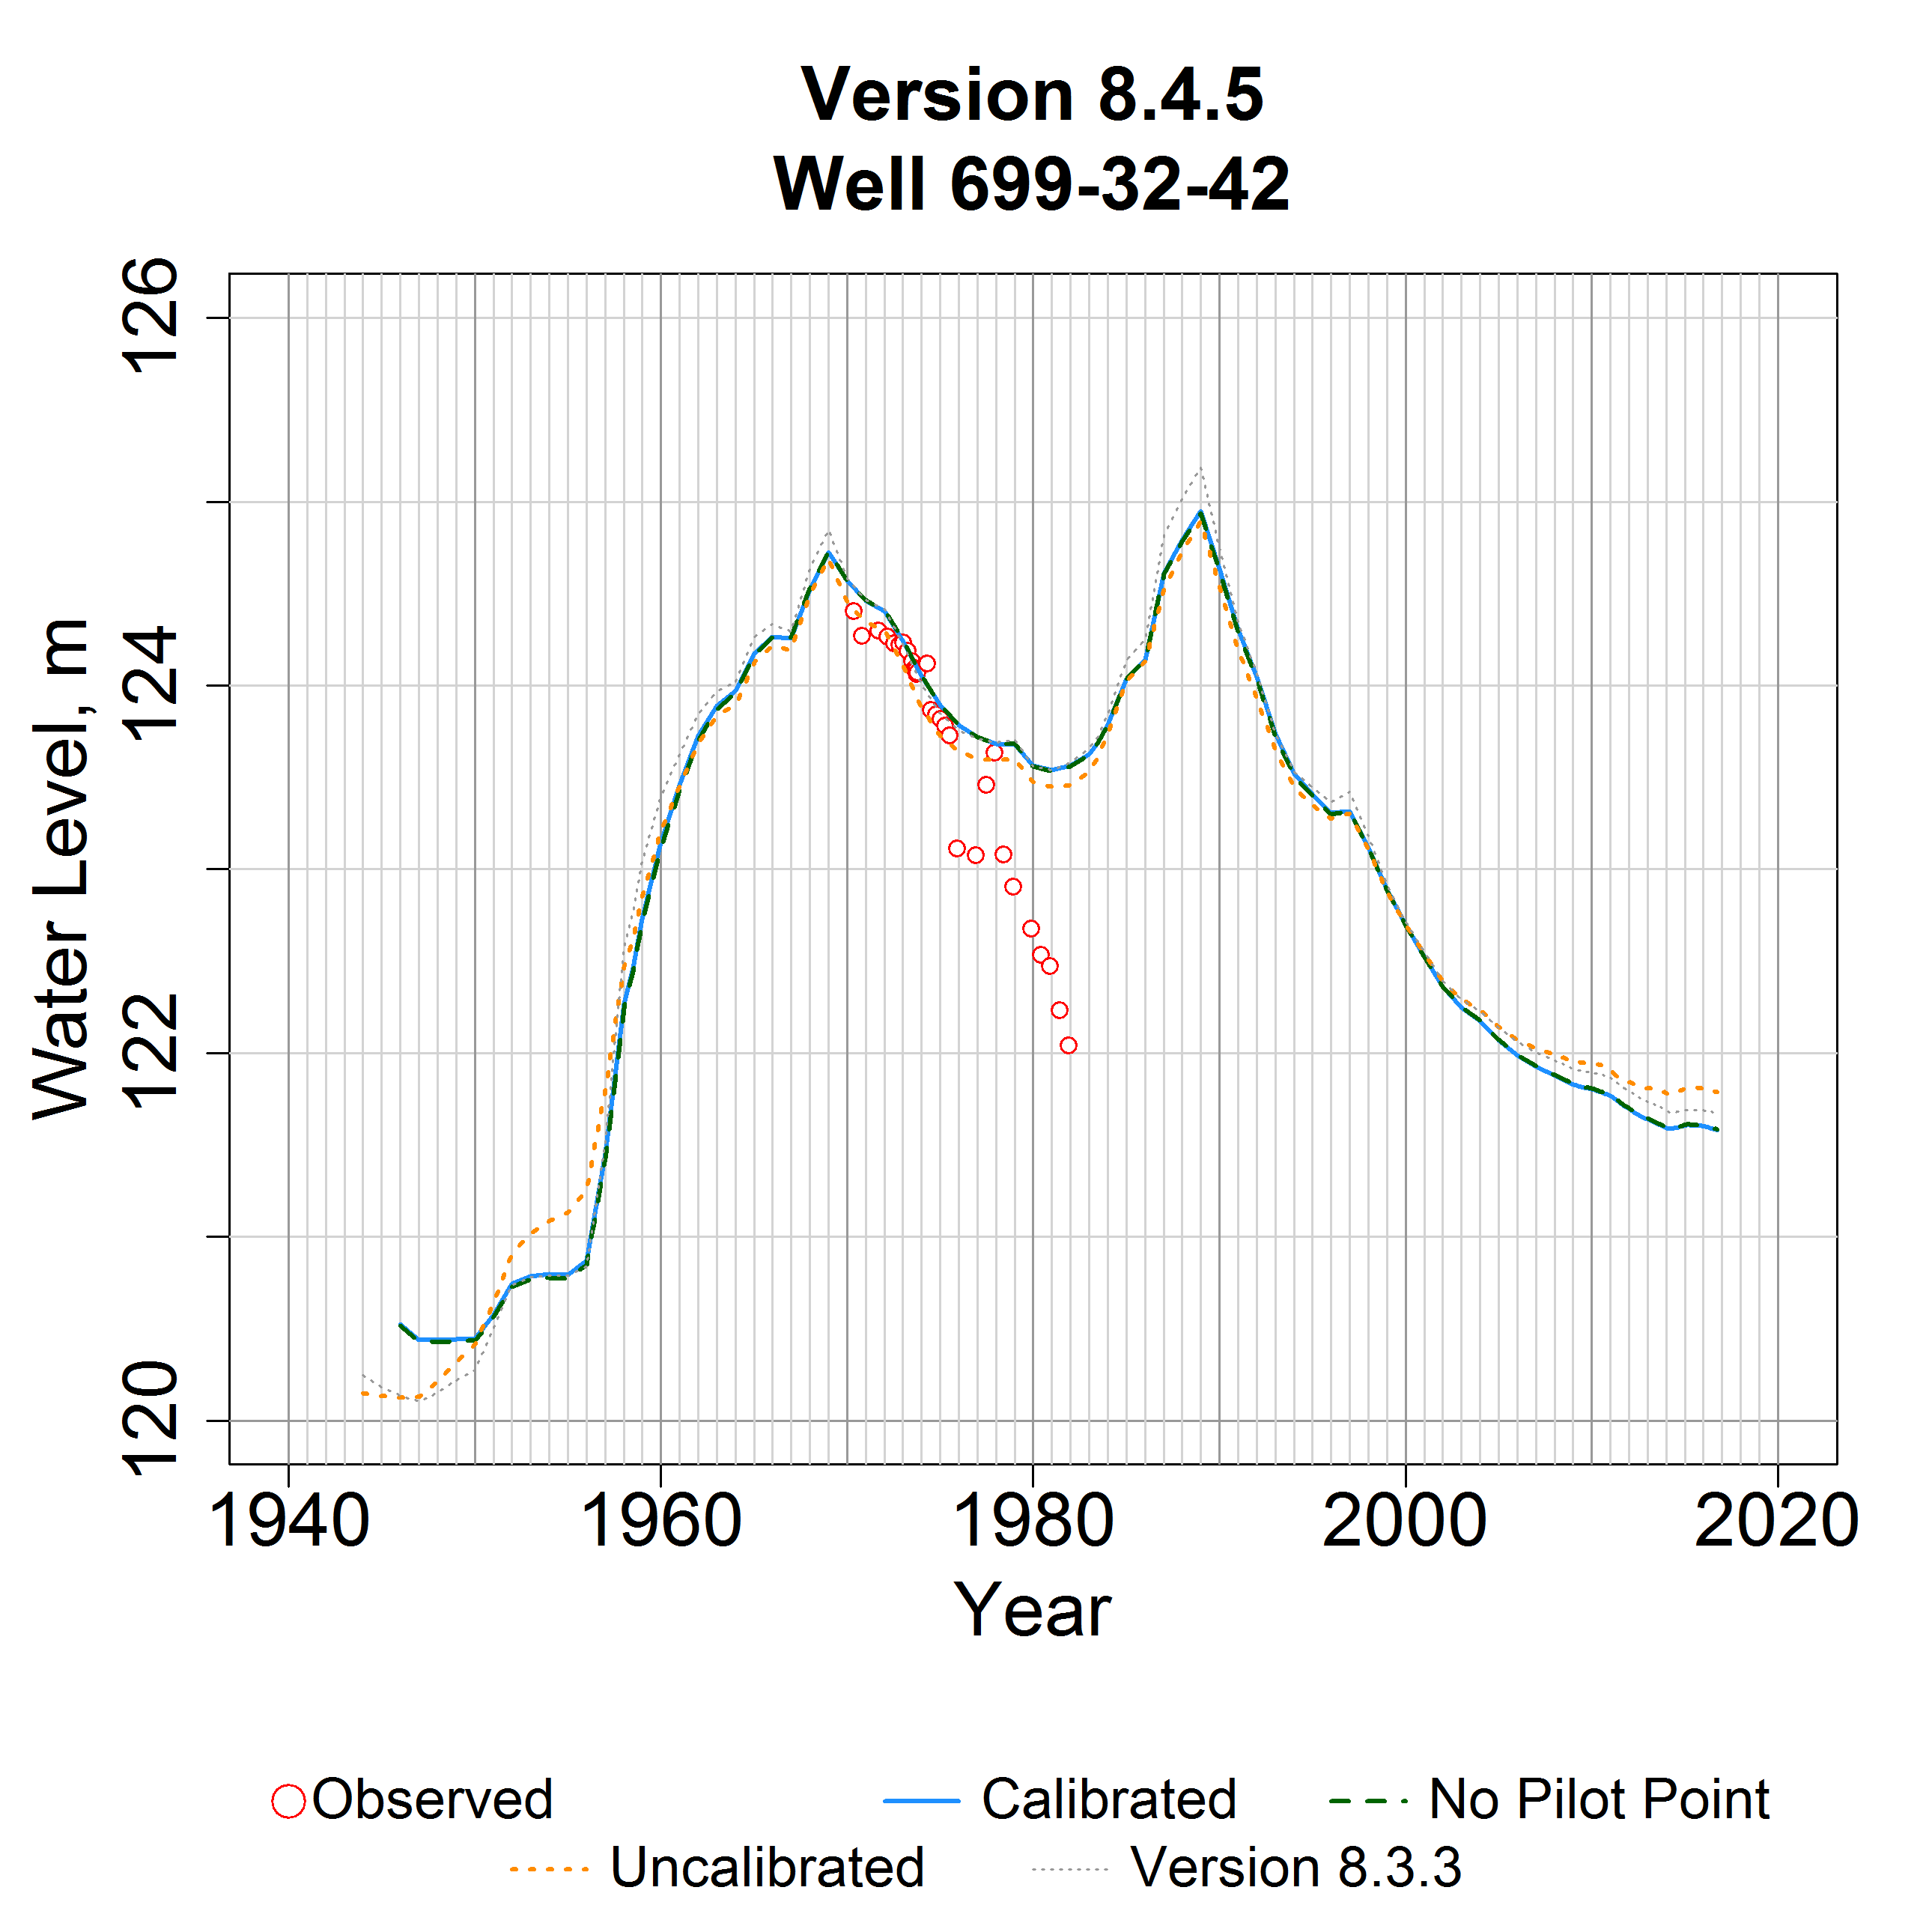 Version 8.4.5
Well 699-32-42
126
124
122
120
Water Level, m
1940 1960 1980 2000 2020
Year
Observed Calibrated No Pilot Point
Uncalibrated Version 8.3.3